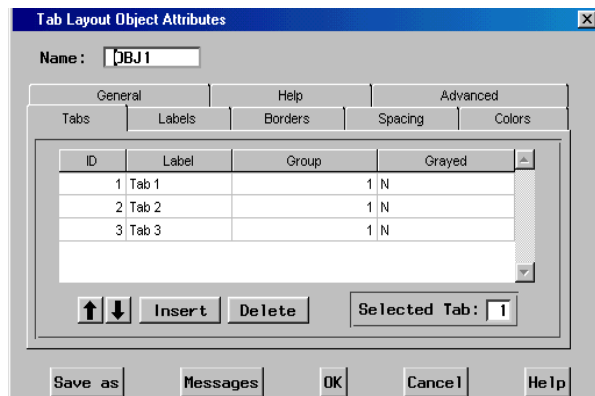 Tab Layout Object Attributes
Name: OBJ1
General Help Advanced
Tabs Labels Borders Spacing Colors
ID Label Group Grayed
1 Tab 1 1 N
2 Tab 2 1 N
3 Tab 3 1 N
Insert Delete Selected Tab: 1
Save as Messages OK Cancel Help